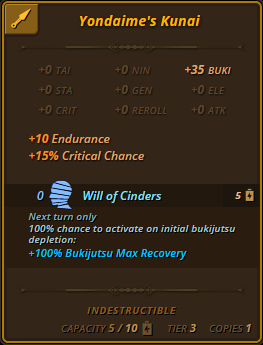 Yondaime's Kunai
+0 TAI +0 NIN +35 BUKI
+0 STA +0 GEN +0 ELE
+0 CRIT +0 REROLL +0 ATK
+10 Endurance
+15% Critical Chance
0 Will of Cinders 5
Next turn only
100% chance to activate on initial bukijutsu
depletion:
+100% Bukijutsu Max Recovery
INDESTRUCTIBLE
CAPACITY 5 / 10 TIER 3 COPIES 1